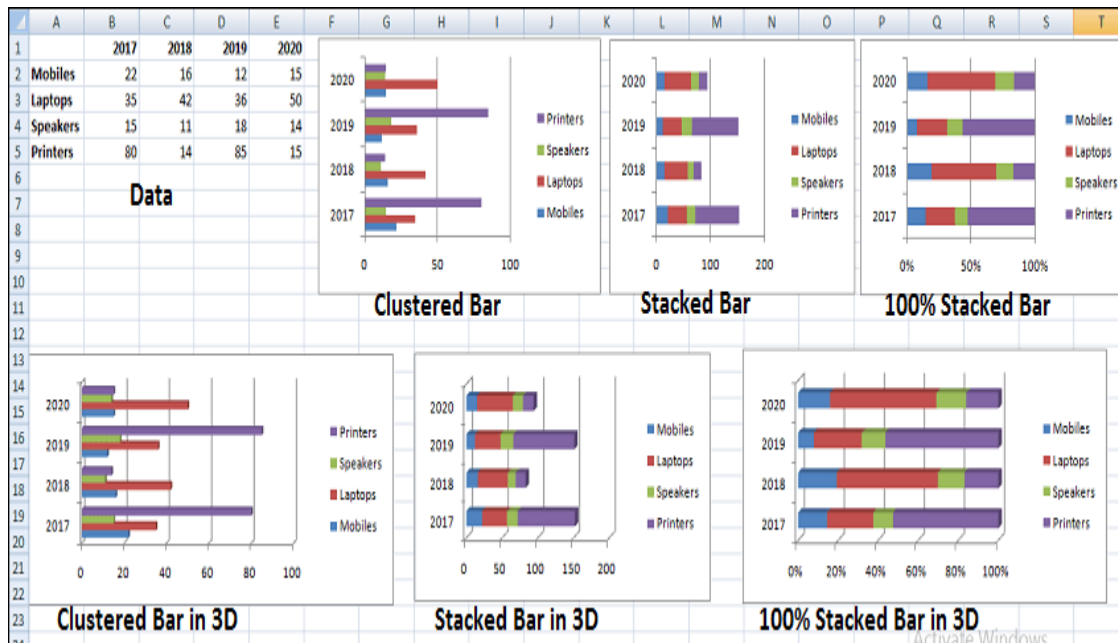 A B C D E F G H I J K L M N O P Q R S T
1 2017 2018 2019 2020
2 Mobiles 22 16 12 15
3 Laptops 35 42 36 50
4 Speakers 15 11 18 14
5 Printers 80 14 85 15
6
7
8
9
10
11
12
13
14
15
16
17
18
19
20
21
22
23
Data
2020
2019
2018
2017
0 50 100
Printers
Speakers
Laptops
Mobiles
Clustered Bar
2020
2019
2018
2017
0 100 200
Mobiles
Laptops
Speakers
Printers
Stacked Bar
2020
2019
2018
2017
0% 50% 100%
Mobiles
Laptops
Speakers
Printers
100% Stacked Bar
2020
2019
2018
2017
0 20 40 60 80 100
Printers
Speakers
Laptops
Mobiles
Clustered Bar in 3D
2020
2019
2018
2017
0 50 100 150 200
Mobiles
Laptops
Speakers
Printers
Stacked Bar in 3D
2020
2019
2018
2017
0% 20% 40% 60% 80% 100%
Mobiles
Laptops
Speakers
Printers
100% Stacked Bar in 3D
Activate Windows